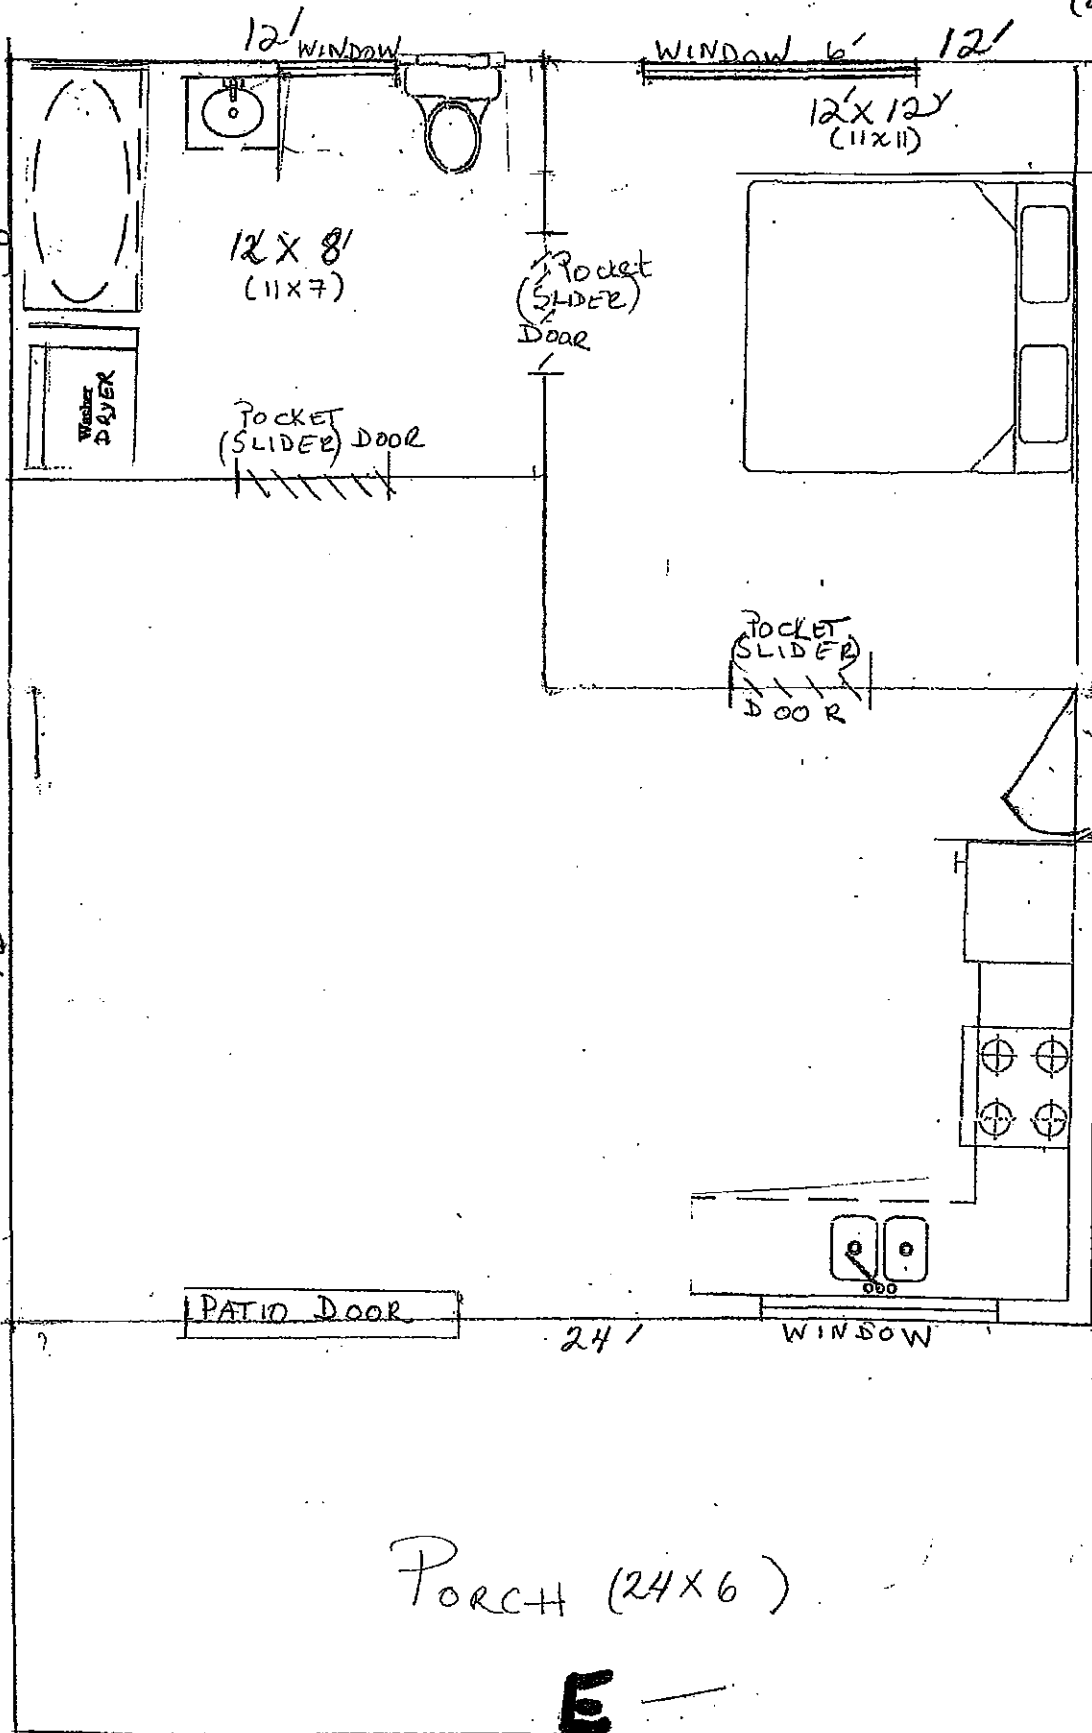 12'
WINDOW
WINDOW 6'
12'
12' X 12'
(11x11)
12' X 8'
(11x7)
Pocket
(SLIDER)
DOOR
Washer
DRYER
POCKET
(SLIDER) DOOR
POCKET
(SLIDER)
DOOR
PATIO DOOR
24'
WINDOW
PORCH (24x6)
E